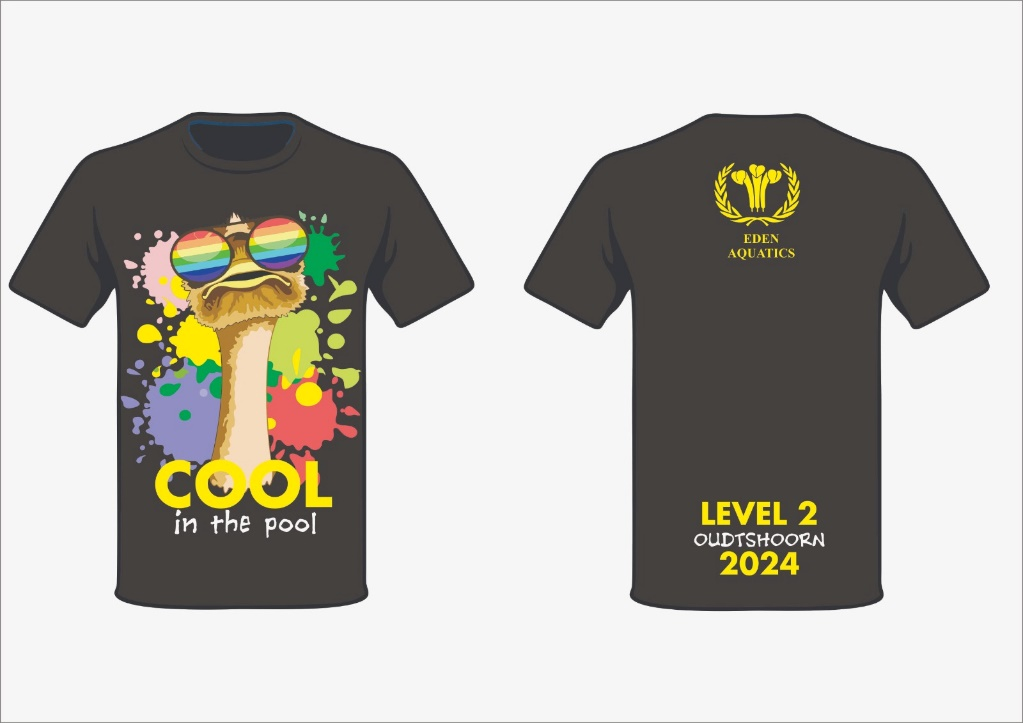 COOL
in the pool
EDEN
AQUATICS
LEVEL 2
OUDTSHOORN
2024